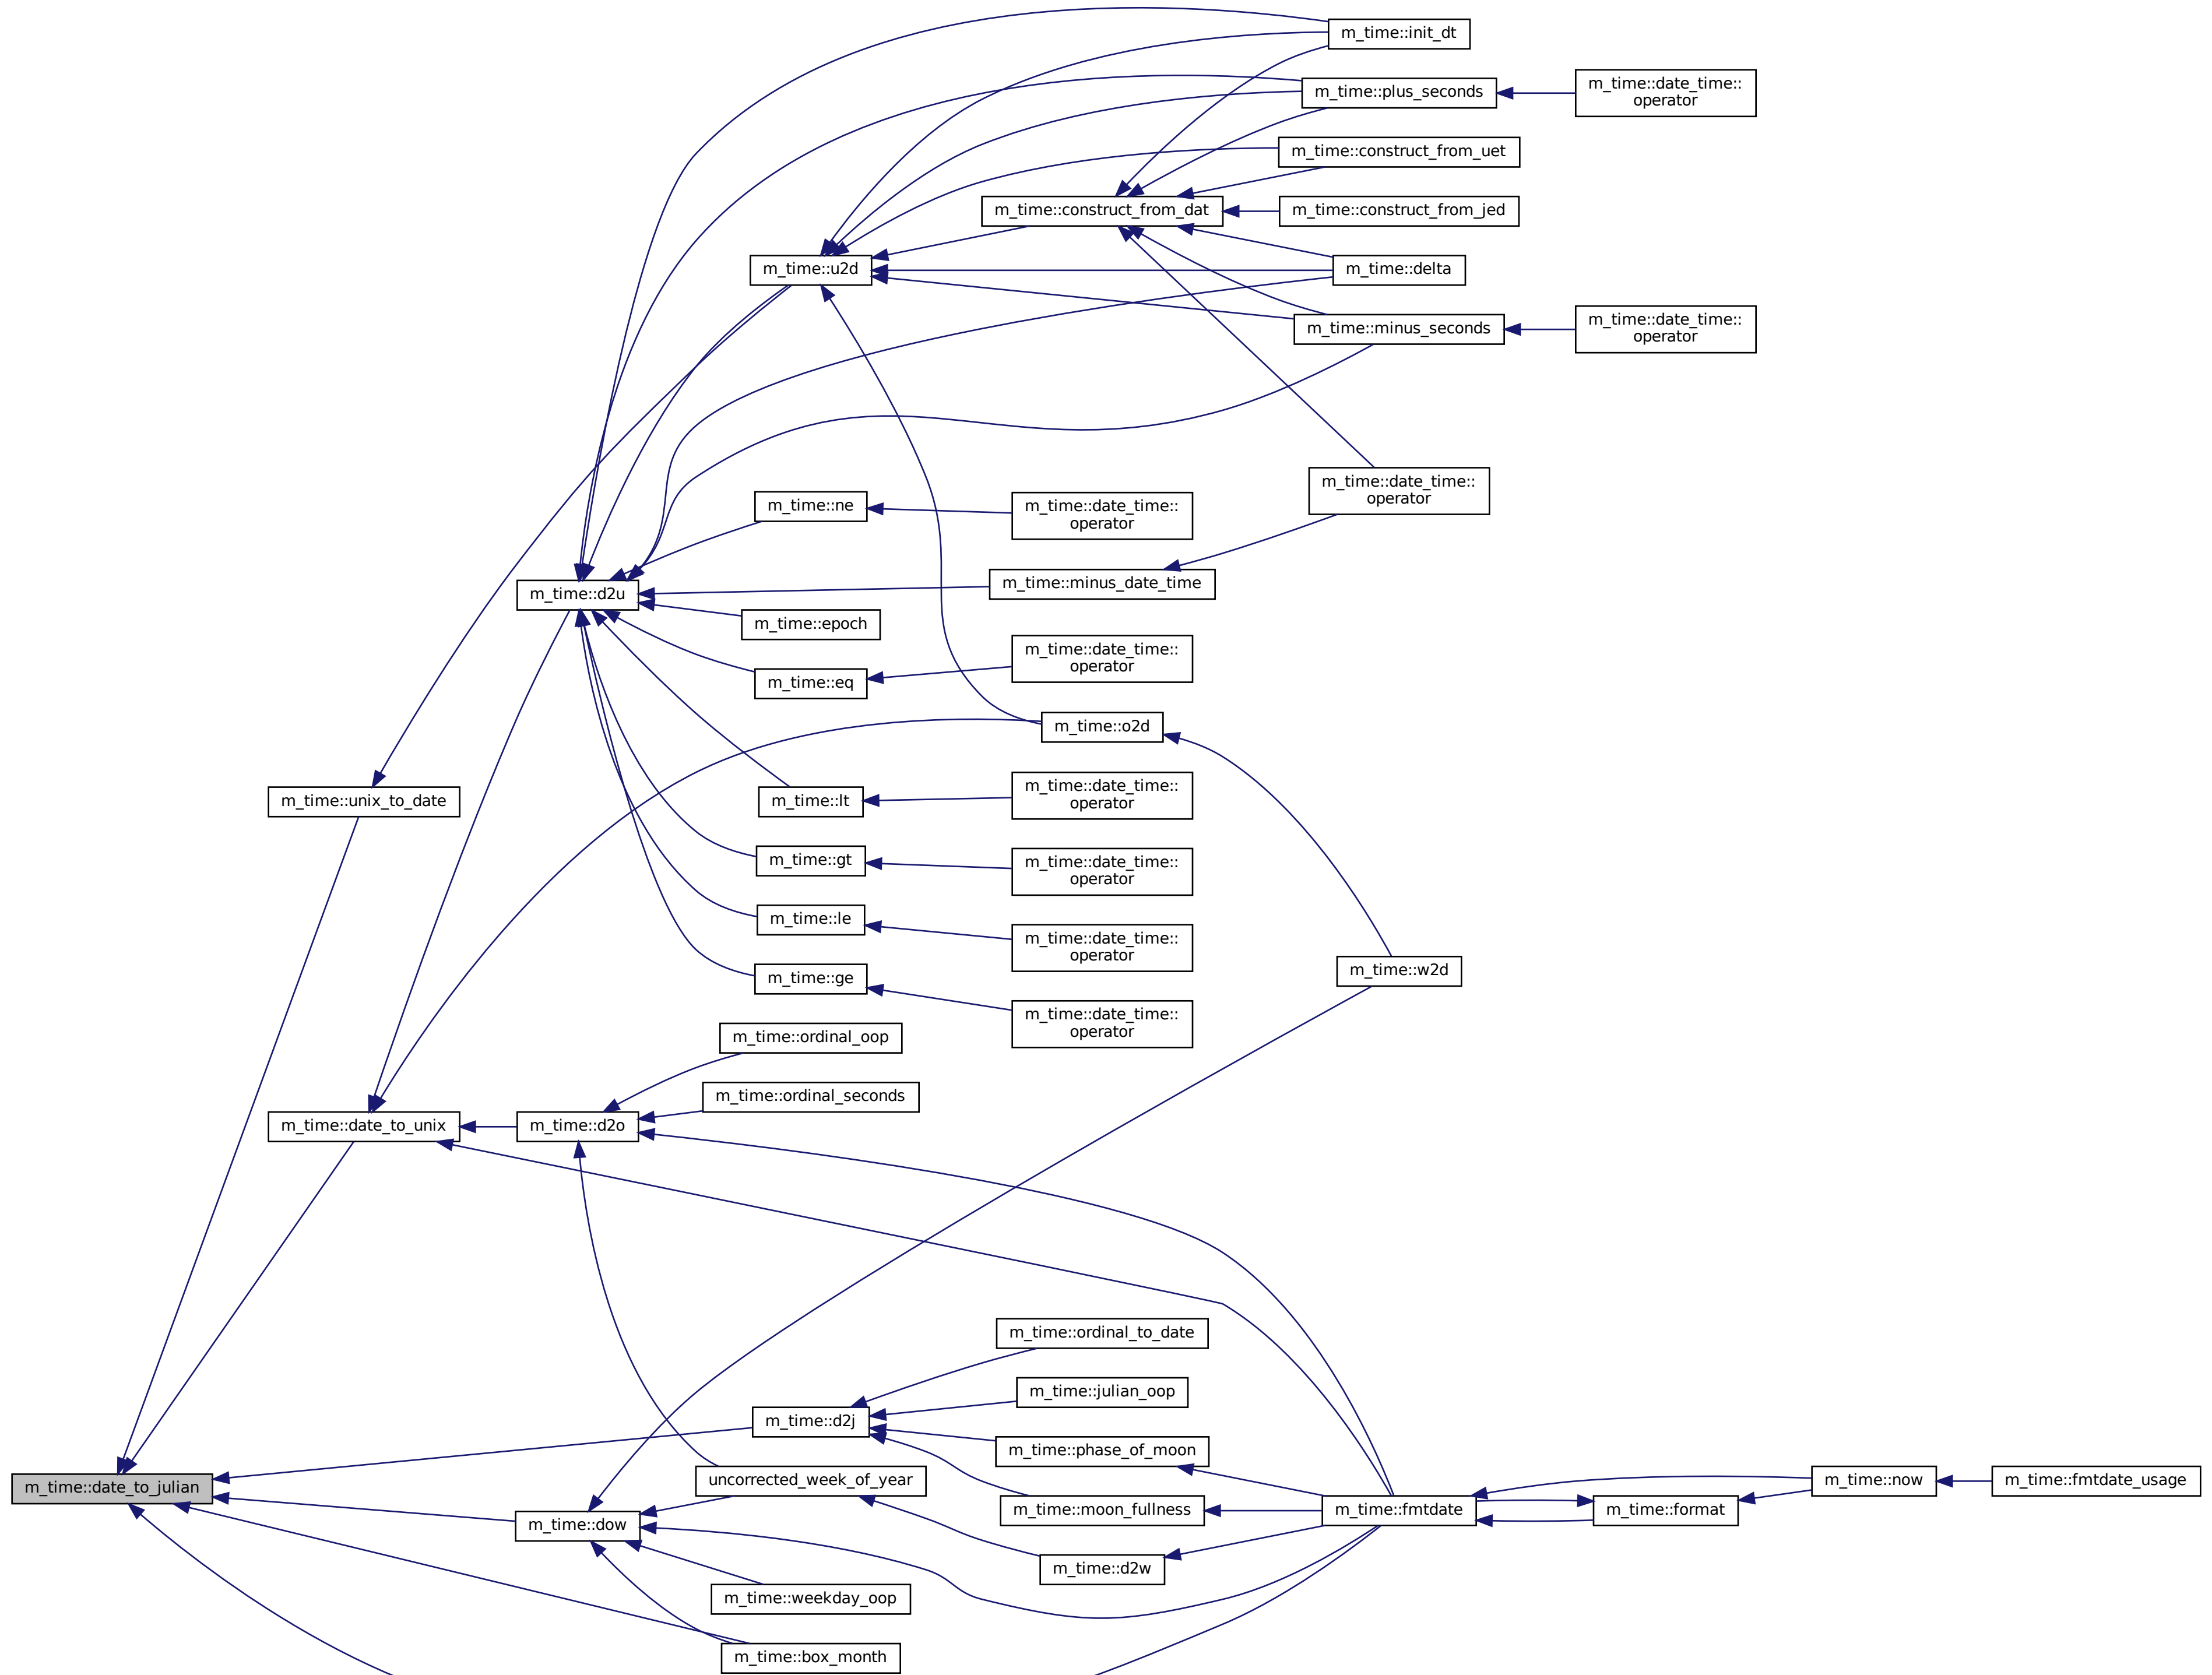 m_time::init_dt
m_time::plus_seconds
m_time::date_time::
operator
m_time::construct_from_uet
m_time::construct_from_dat
m_time::construct_from_jed
m_time::u2d
m_time::delta
m_time::minus_seconds
m_time::date_time::
operator
m_time::date_time::
operator
m_time::ne
m_time::date_time::
operator
m_time::d2u
m_time::minus_date_time
m_time::epoch
m_time::eq
m_time::date_time::
operator
m_time::o2d
m_time::unix_to_date
m_time::lt
m_time::date_time::
operator
m_time::gt
m_time::date_time::
operator
m_time::le
m_time::date_time::
operator
m_time::w2d
m_time::ge
m_time::date_time::
operator
m_time::ordinal_oop
m_time::ordinal_seconds
m_time::date_to_unix
m_time::d2o
m_time::ordinal_to_date
m_time::julian_oop
m_time::d2j
m_time::phase_of_moon
m_time::date_to_julian
uncorrected_week_of_year
m_time::now
m_time::fmtdate_usage
m_time::moon_fullness
m_time::fmtdate
m_time::format
m_time::dow
m_time::d2w
m_time::weekday_oop
m_time::box_month